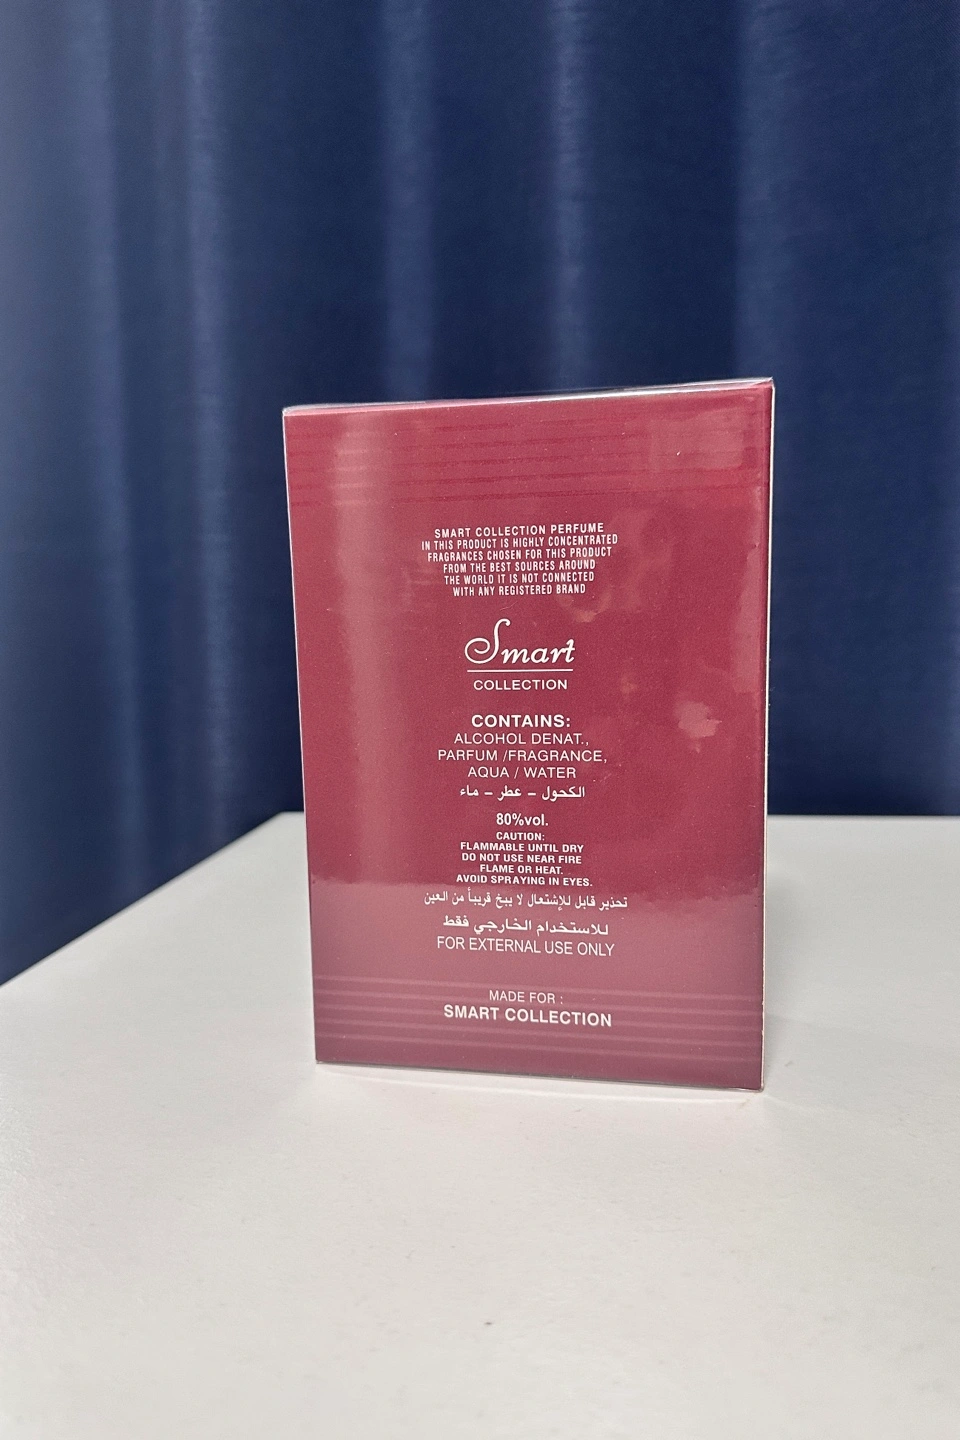 SMART COLLECTION PERFUME
IN THIS PRODUCT IS HIGHLY CONCENTRATED
FRAGRANCES CHOSEN FOR THIS PRODUCT
FROM THE BEST SOURCES AROUND
THE WORLD IT IS NOT CONNECTED
WITH ANY REGISTERED BRAND
Smart
COLLECTION
CONTAINS:
ALCOHOL DENAT.,
PARFUM /FRAGRANCE,
AQUA / WATER
الكحول – عطر – ماء
80%vol.
CAUTION:
FLAMMABLE UNTIL DRY
DO NOT USE NEAR FIRE
FLAME OR HEAT.
AVOID SPRAYING IN EYES.
تحذير قابل للإشتعال لا يبخ قريباً من العين
للاستخدام الخارجي فقط
FOR EXTERNAL USE ONLY
MADE FOR :
SMART COLLECTION